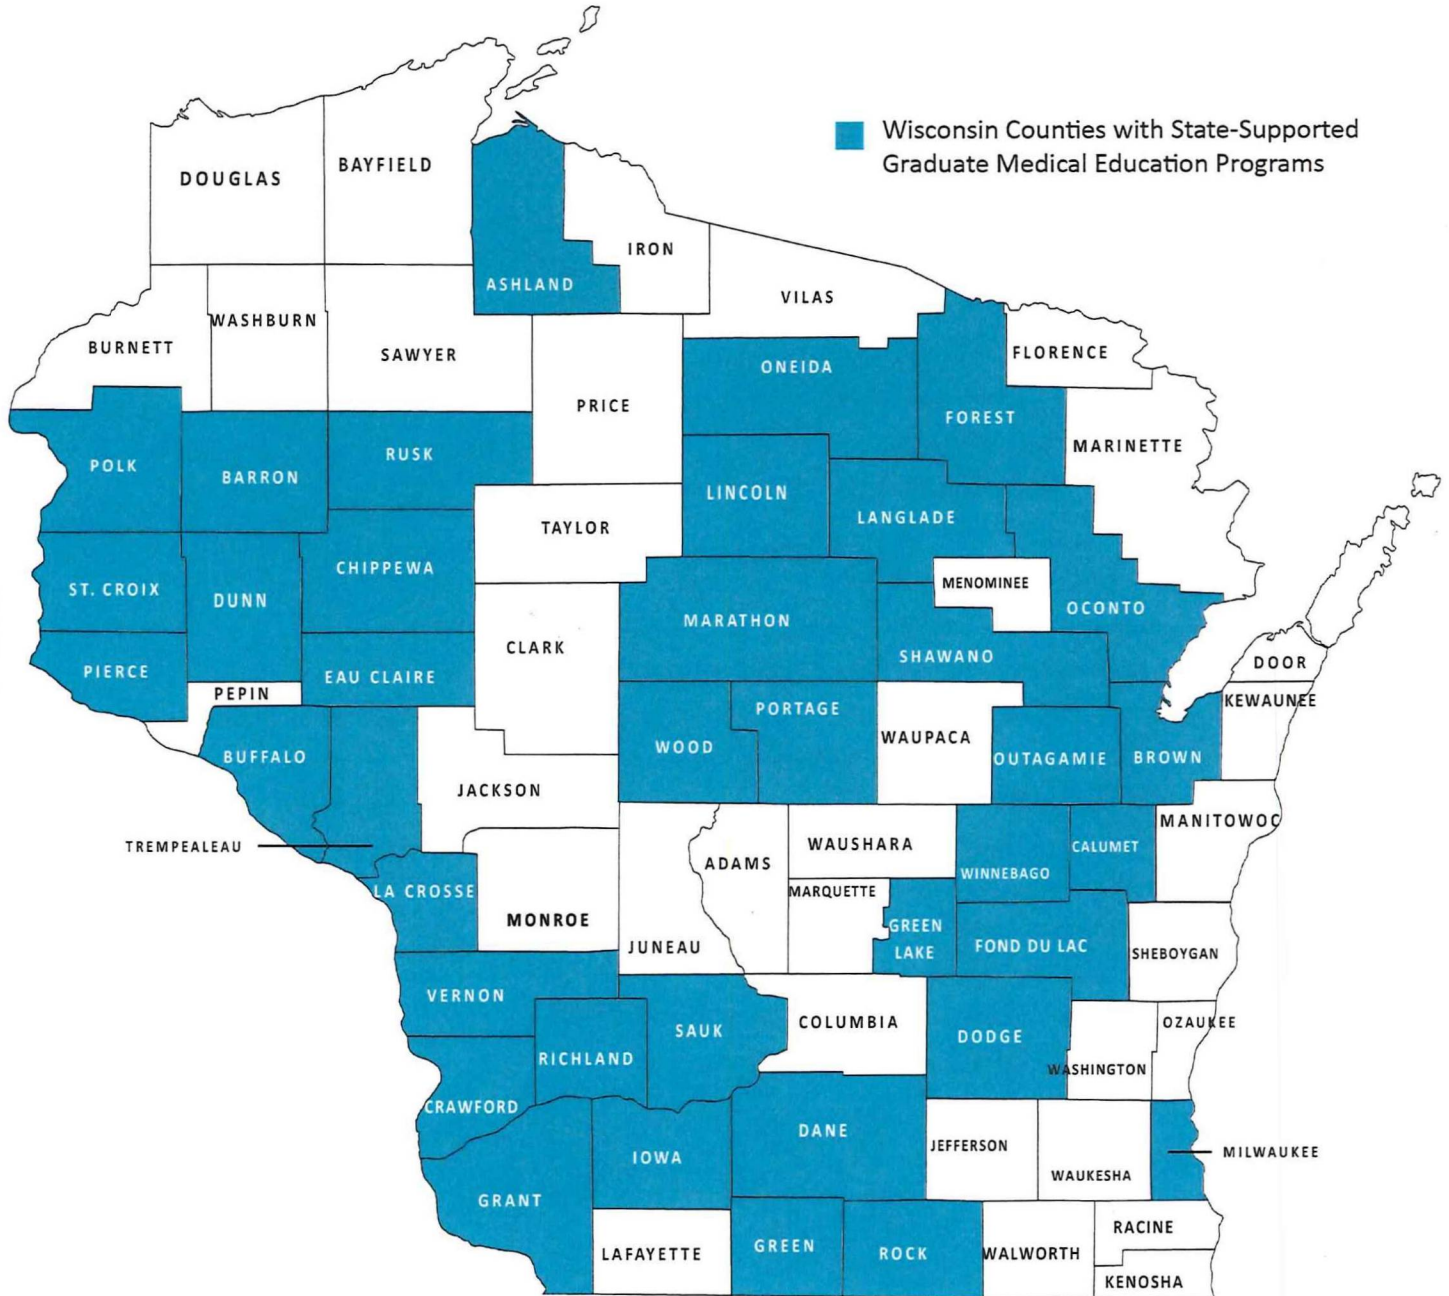 Wisconsin Counties with State-Supported
Graduate Medical Education Programs
DOUGLAS
BAYFIELD
ASHLAND
IRON
VILAS
BURNETT
WASHBURN
SAWYER
PRICE
ONEIDA
FLORENCE
FOREST
MARINETTE
POLK
BARRON
RUSK
LINCOLN
LANGLADE
TAYLOR
CHIPPEWA
ST. CROIX
DUNN
MENOMINEE
OCONTO
MARATHON
CLARK
SHAWANO
DOOR
PIERCE
EAU CLAIRE
PEPIN
KEWAUNEE
PORTAGE
WOOD
WAUPACA
OUTAGAMIE
BROWN
BUFFALO
JACKSON
TREMPEALEAU
MANITOWOC
WAUSHARA
CALUMET
ADAMS
WINNEBAGO
LA CROSSE
MARQUETTE
MONROE
GREEN
LAKE
JUNEAU
FOND DU LAC
SHEBOYGAN
VERNON
SAUK
COLUMBIA
DODGE
OZAUKEE
RICHLAND
WASHINGTON
CRAWFORD
DANE
IOWA
JEFFERSON
WAUKESHA
MILWAUKEE
GRANT
LAFAYETTE
GREEN
ROCK
WALWORTH
RACINE
KENOSHA